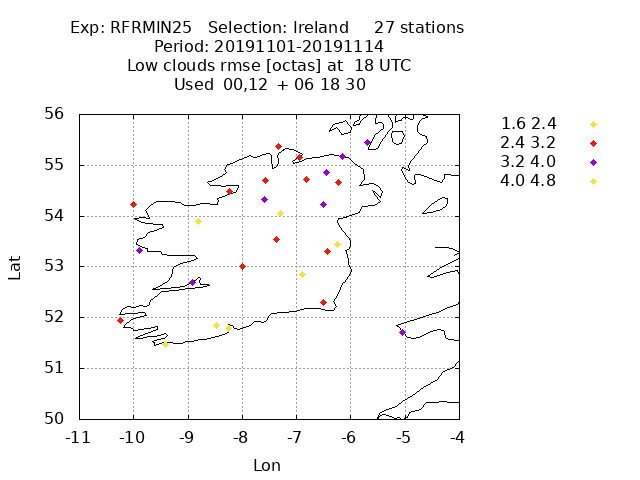 Exp: RFRMIN25 Selection: Ireland 27 stations
Period: 20191101-20191114
Low clouds rmse [octas] at 18 UTC
Used 00,12 + 06 18 30
56
55
54
53
52
51
50
-11 -10 -9 -8 -7 -6 -5 -4
Lat
Lon
1.6 2.4
2.4 3.2
3.2 4.0
4.0 4.8